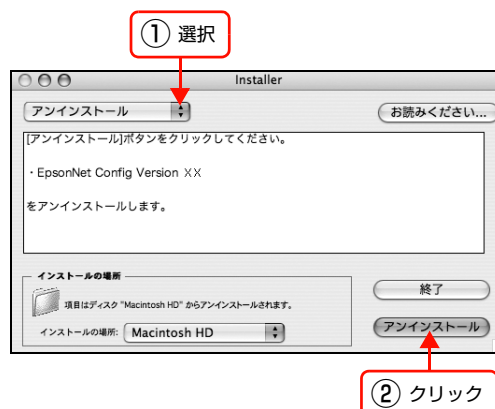 ① 選択
Installer
アンインストール
お読みください...
[アンインストール]ボタンをクリックしてください。
・EpsonNet Config Version XX
をアンインストールします。
インストールの場所
項目はディスク "Macintosh HD" からアンインストールされます。
インストールの場所: Macintosh HD
終了
アンインストール
② クリック